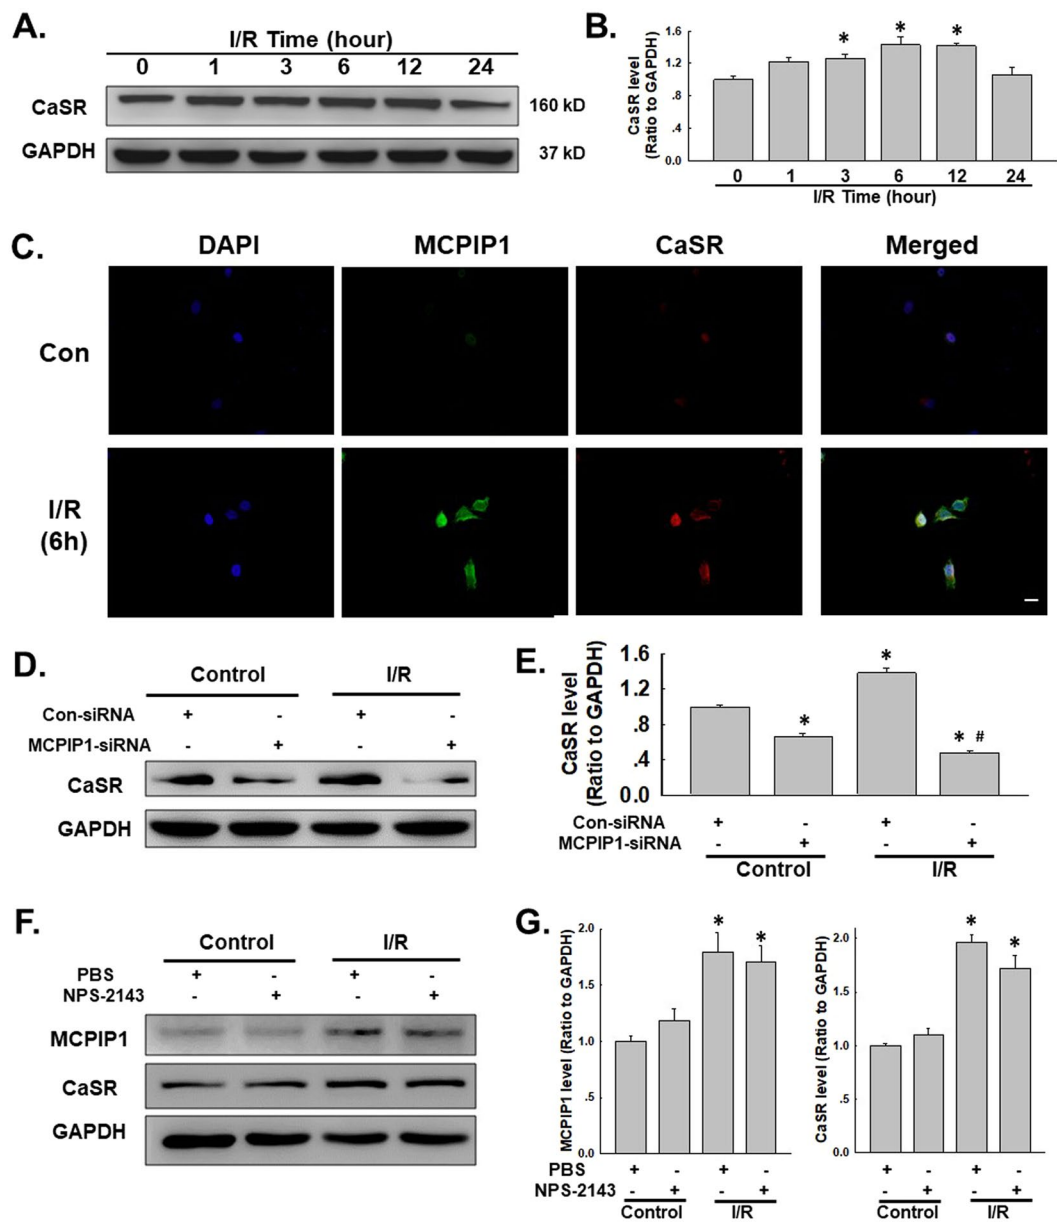 A.
I/R Time (hour)
0 1 3 6 12 24
CaSR 160 kD
GAPDH 37 kD
B.
CaSR level
(Ratio to GAPDH)
1.6
1.2
.8
.4
0.0
* * *
0 1 3 6 12 24
I/R Time (hour)
C.
DAPI MCPIP1 CaSR Merged
Con
I/R
(6h)
D.
Control I/R
Con-siRNA + - + -
MCPIP1-siRNA - + - +
CaSR
GAPDH
E.
CaSR level
(Ratio to GAPDH)
1.6
1.2
.8
.4
0.0
* * * #
Con-siRNA + - + -
MCPIP1-siRNA - + - +
Control I/R
F.
Control I/R
PBS + - + -
NPS-2143 - + - +
MCPIP1
CaSR
GAPDH
G.
MCPIP1 level (Ratio to GAPDH)
2.0
1.5
1.0
.5
0.0
* *
PBS + - + -
NPS-2143 - + - +
Control I/R
CaSR level (Ratio to GAPDH)
2.0
1.5
1.0
.5
0.0
* *
+ - + -
- + - +
Control I/R